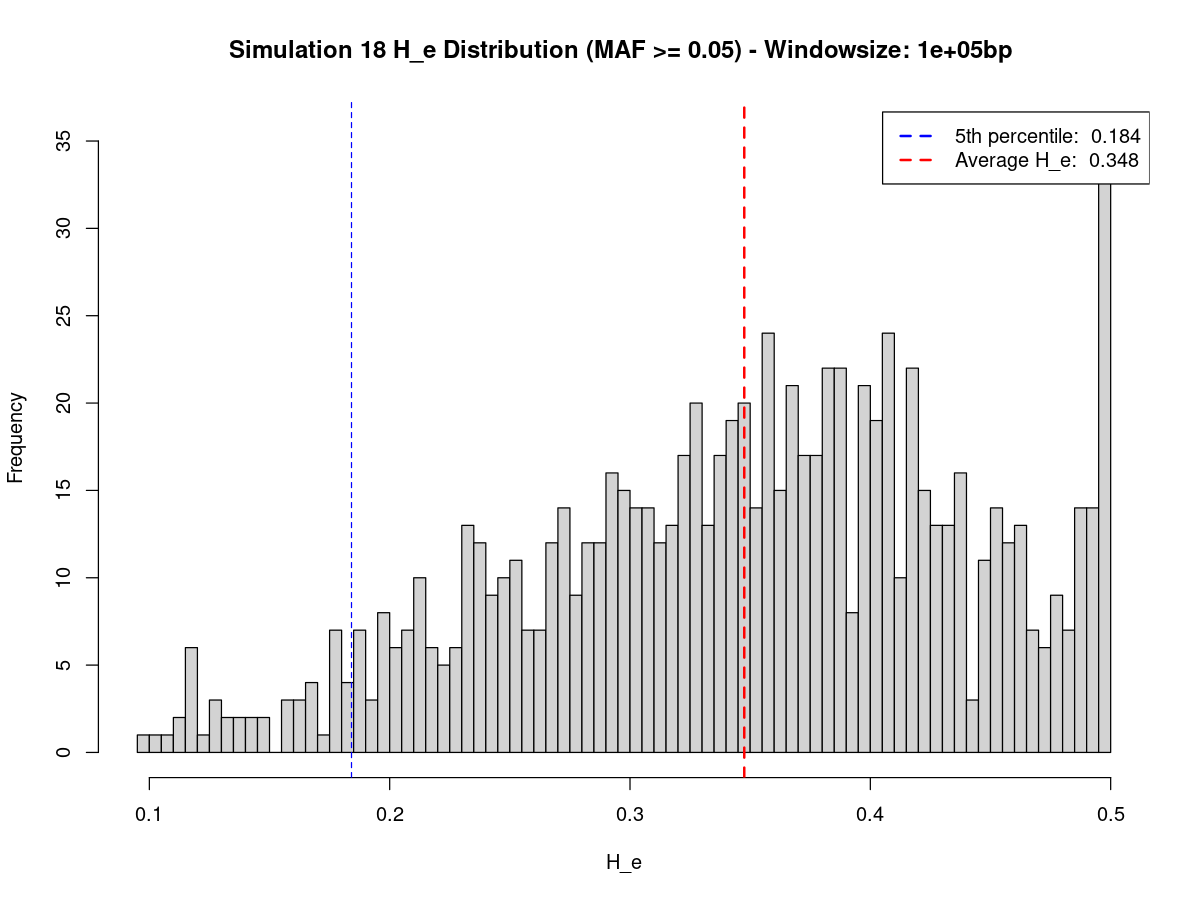 Simulation 18 H_e Distribution (MAF >= 0.05) - Windowsize: 1e+05bp
5th percentile: 0.184
Average H_e: 0.348
Frequency
35
30
25
20
15
10
5
0
0.1
0.2
0.3
0.4
0.5
H_e